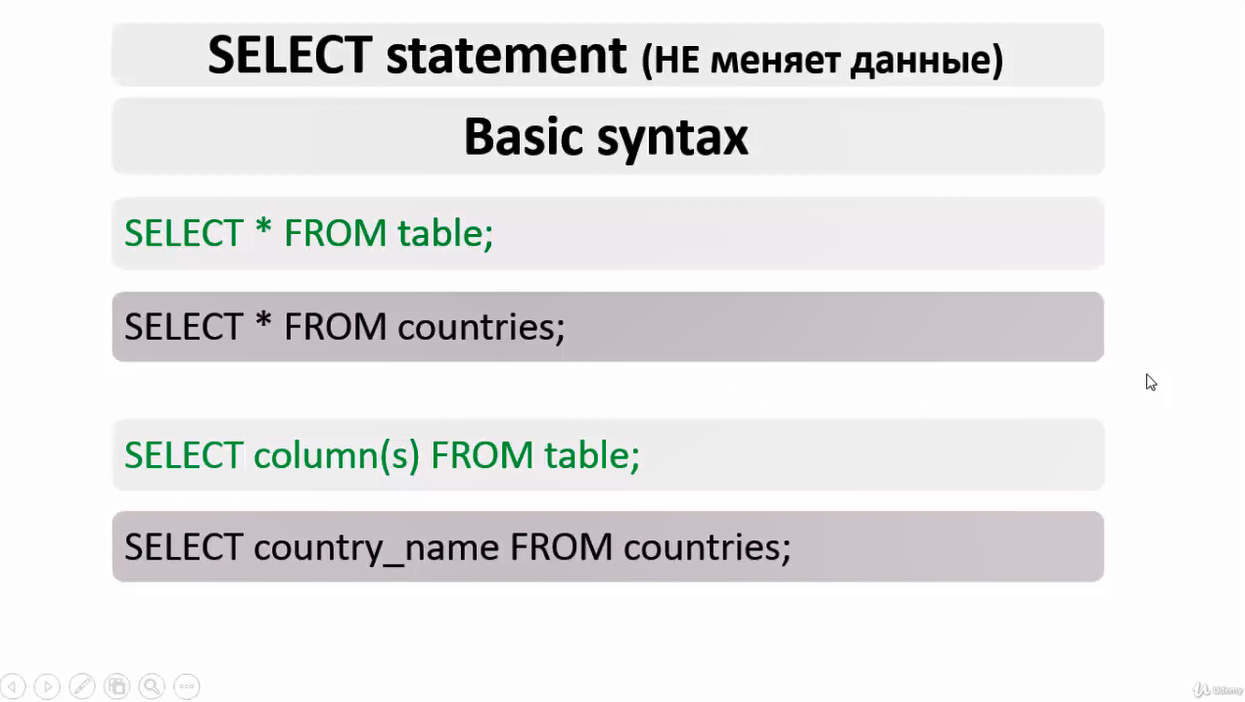 SELECT statement (НЕ меняет данные)
Basic syntax
SELECT * FROM table;
SELECT * FROM countries;
SELECT column(s) FROM table;
SELECT country_name FROM countries;
Udemy